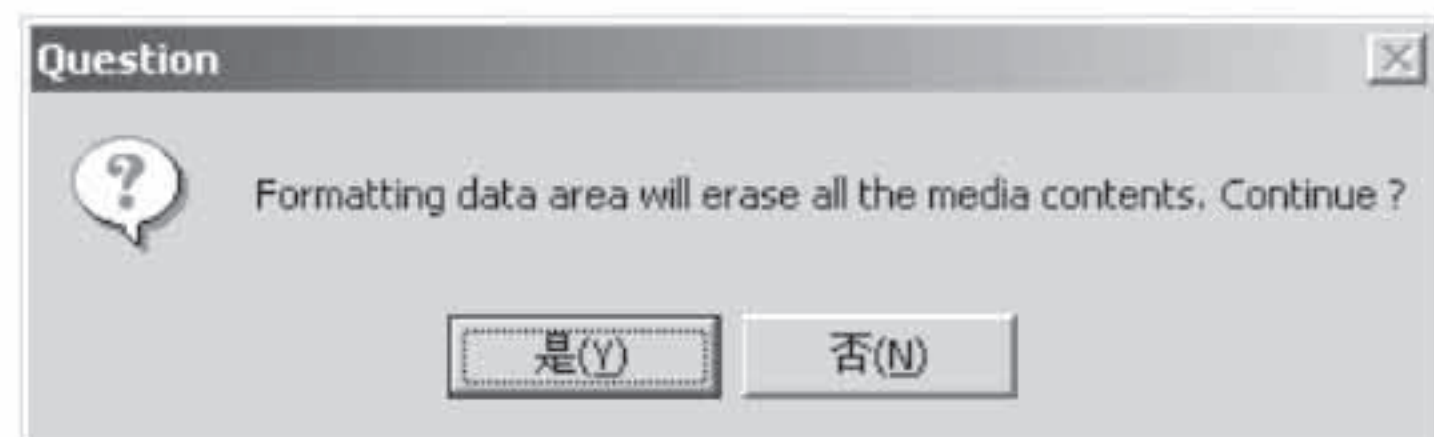 Question
Formatting data area will erase all the media contents. Continue ?
是(Y) 否(N)